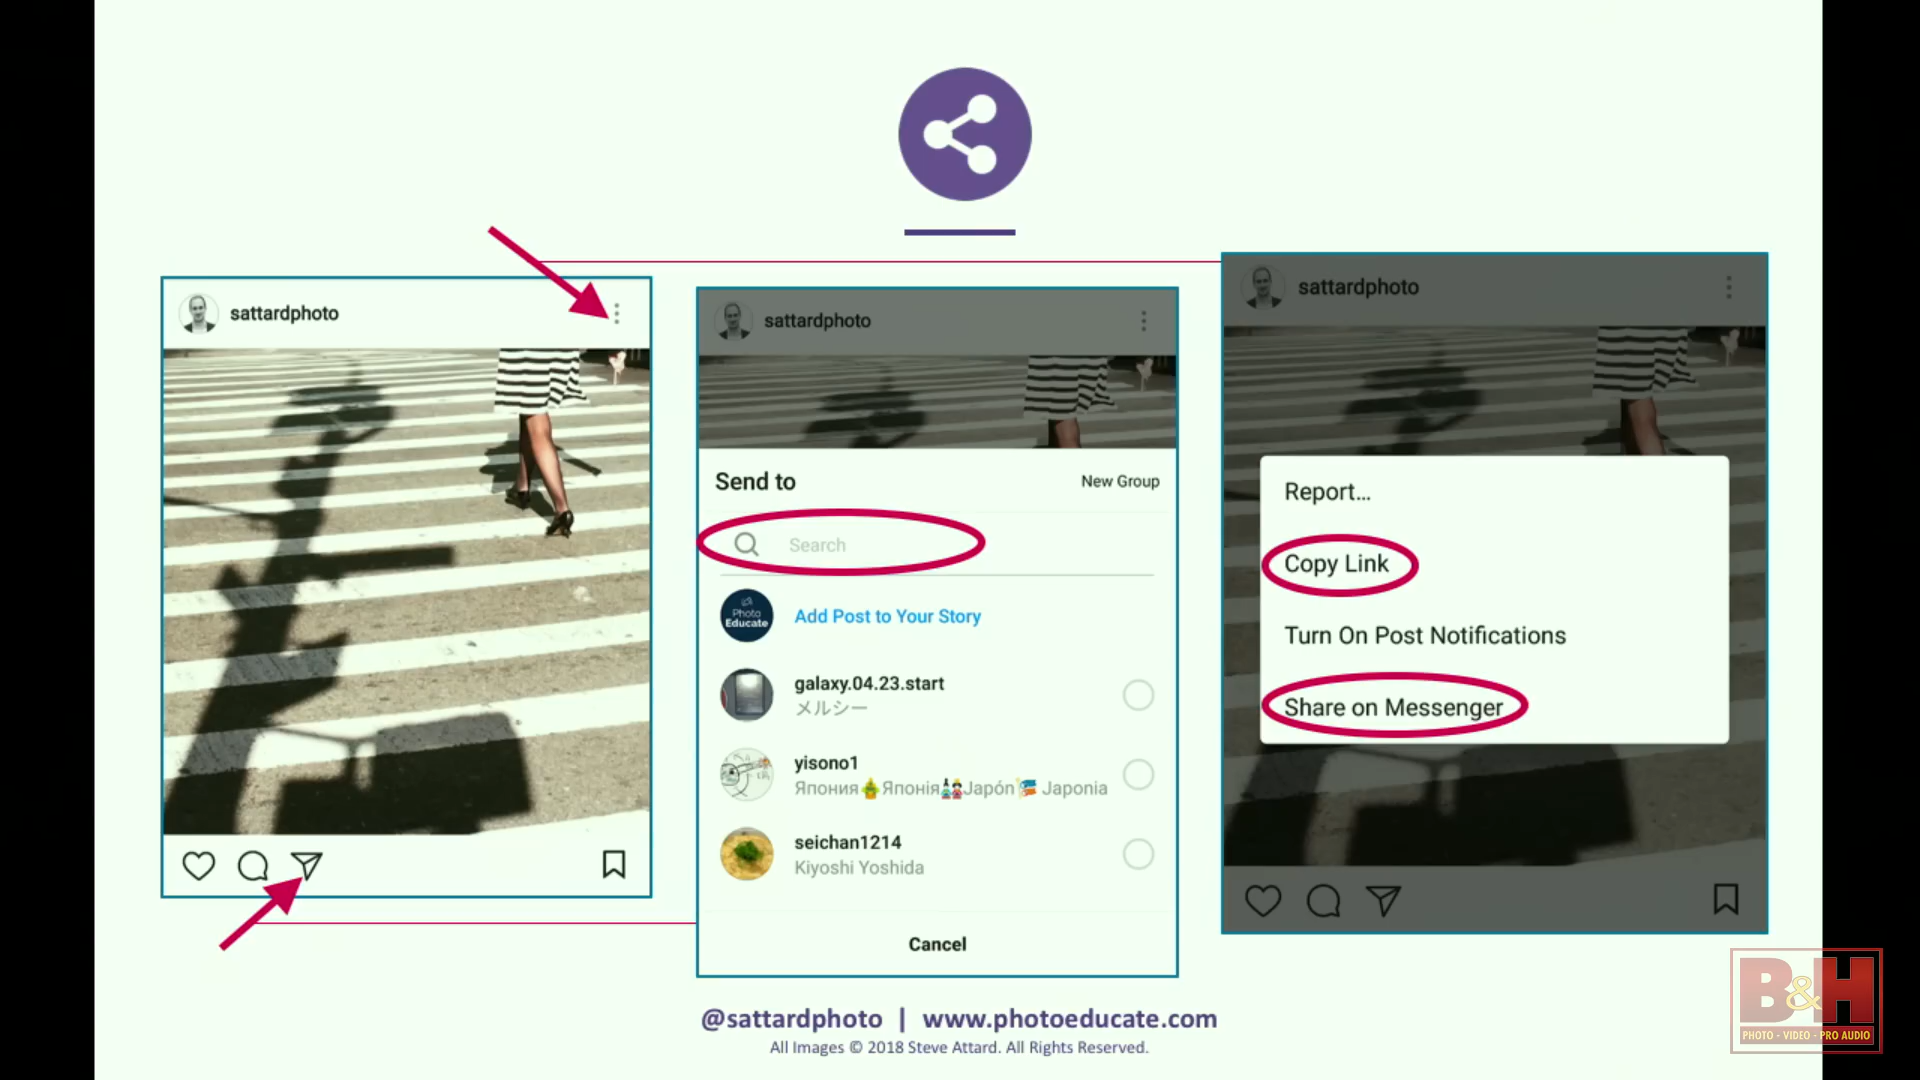 sattardphoto
sattardphoto
Send to
New Group
Search
Photo
Educate
Add Post to Your Story
galaxy.04.23.start
メルシー
yisono1
Япония🎍Японія🎎Japón🎏 Japonia
seichan1214
Kiyoshi Yoshida
Cancel
sattardphoto
Report...
Copy Link
Turn On Post Notifications
Share on Messenger
@sattardphoto | www.photoeducate.com
All Images © 2018 Steve Attard. All Rights Reserved.
B&H
PHOTO - VIDEO - PRO AUDIO